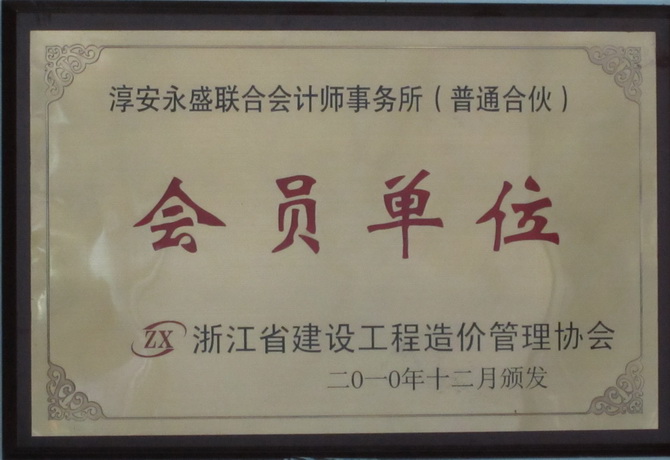 淳安永盛联合会计师事务所（普通合伙）
会员单位
ZX 浙江省建设工程造价管理协会
二0一0年十二月颁发